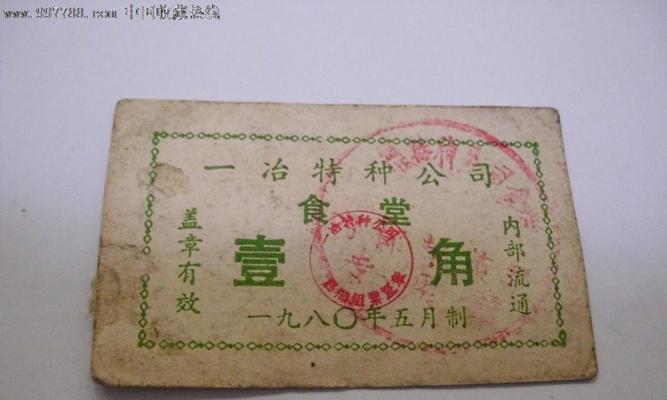 www.997788.com 中国收藏热线
一冶特种公司
食堂
盖章有效
壹角
内部流通
一九八〇年五月制
一冶特种公司